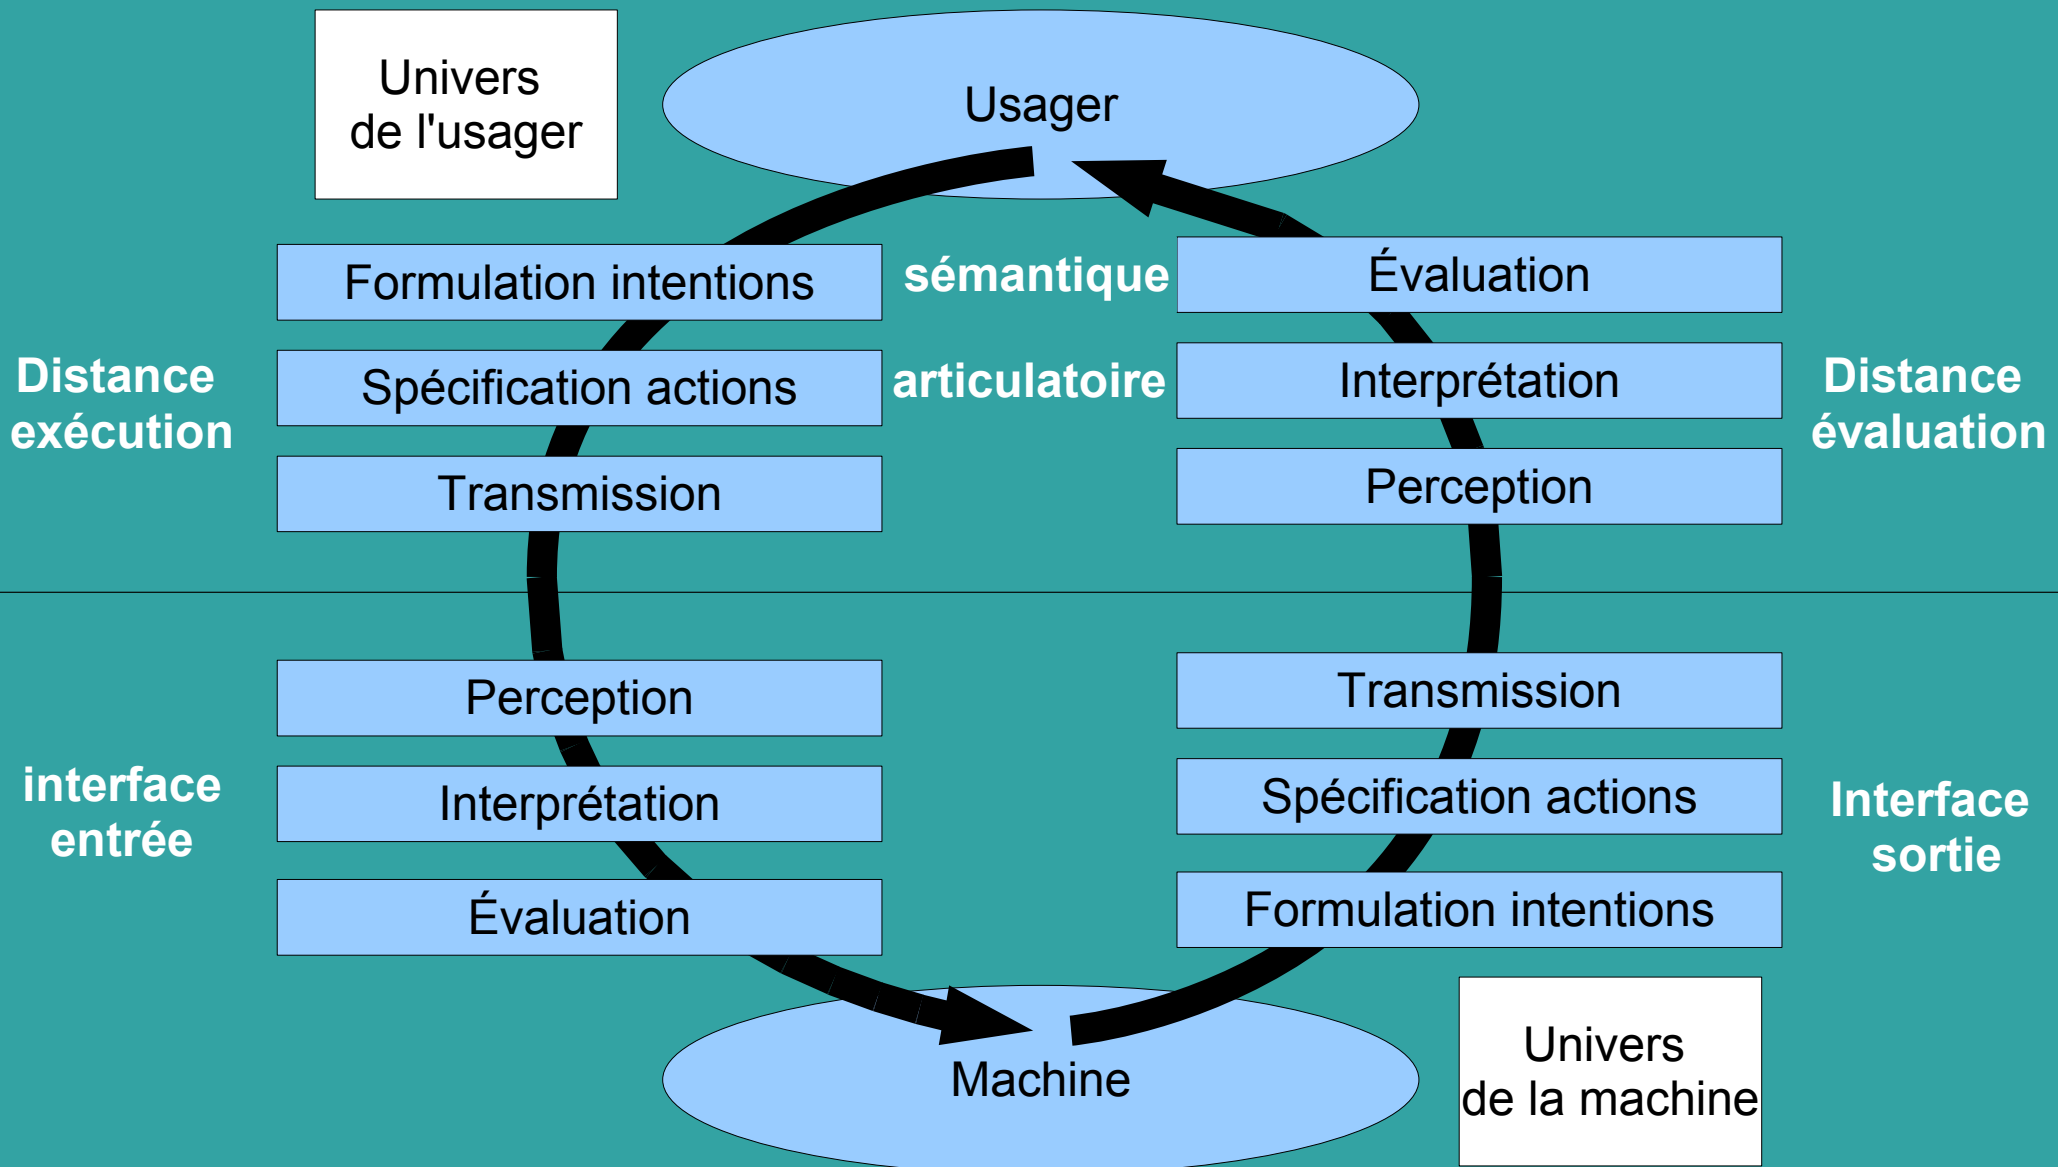 Univers
de l'usager
Usager
Formulation intentions
sémantique
Évaluation
Distance
exécution
Spécification actions
articulatoire
Interprétation
Distance
évaluation
Transmission
Perception
Perception
Transmission
interface
entrée
Interprétation
Spécification actions
Interface
sortie
Évaluation
Formulation intentions
Machine
Univers
de la machine